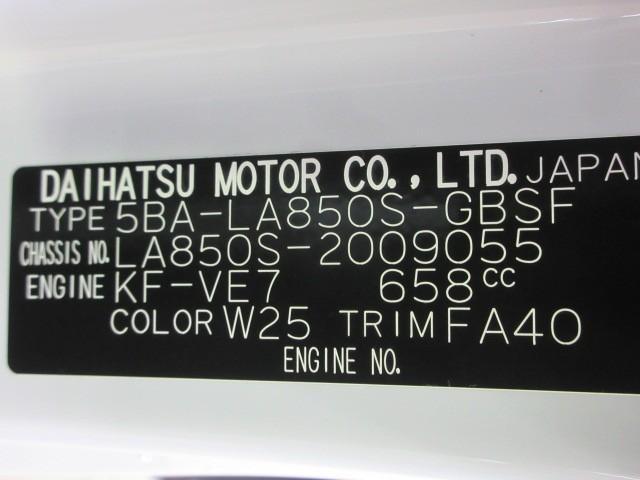 DAIHATSU MOTOR CO., LTD. JAPAN
TYPE 5BA-LA850S-GBSF
CHASSIS NO. LA850S-2009055
ENGINE KF-VE7 658cc
COLOR W25 TRIM FA40
ENGINE NO.